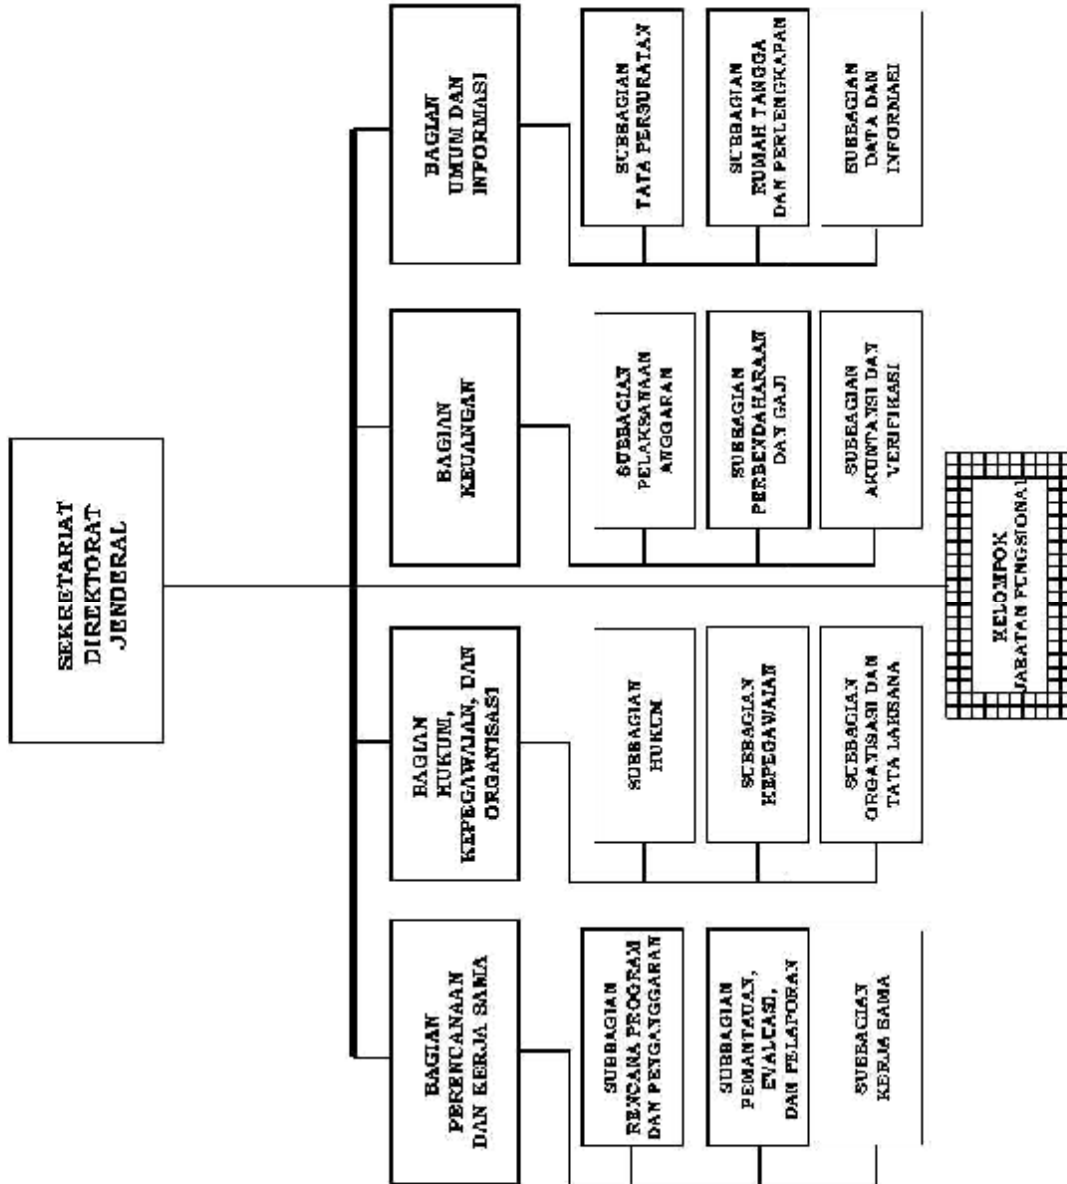 SEKRETARIAT
DIREKTORAT
JENDERAL
BAGIAN
PERENCANAAN
DAN KERJA SAMA
BAGIAN
HUKUM,
KEPEGAWAIAN, DAN
ORGANISASI
BAGIAN
KEUANGAN
BAGIAN
UMUM DAN
INFORMASI
SUBBAGIAN
RENCANA PROGRAM
DAN PENGANGGARAN
SUBBAGIAN
HUKUM
SUBBAGIAN
PELAKSANAAN
ANGGARAN
SUBBAGIAN
TATA PERSURATAN
SUBBAGIAN
PEMANTAUAN,
EVALUASI,
DAN PELAPORAN
SUBBAGIAN
KEPEGAWAIAN
SUBBAGIAN
PERBENDAHARAAN
DAN GAJI
SUBBAGIAN
RUMAH TANGGA
DAN PERLENGKAPAN
SUBBAGIAN
KERJA SAMA
SUBBAGIAN
ORGANISASI DAN
TATA LAKSANA
SUBBAGIAN
AKUNTANSI DAN
VERIFIKASI
SUBBAGIAN
DATA DAN
INFORMASI
KELOMPOK
JABATAN FUNGSIONAL